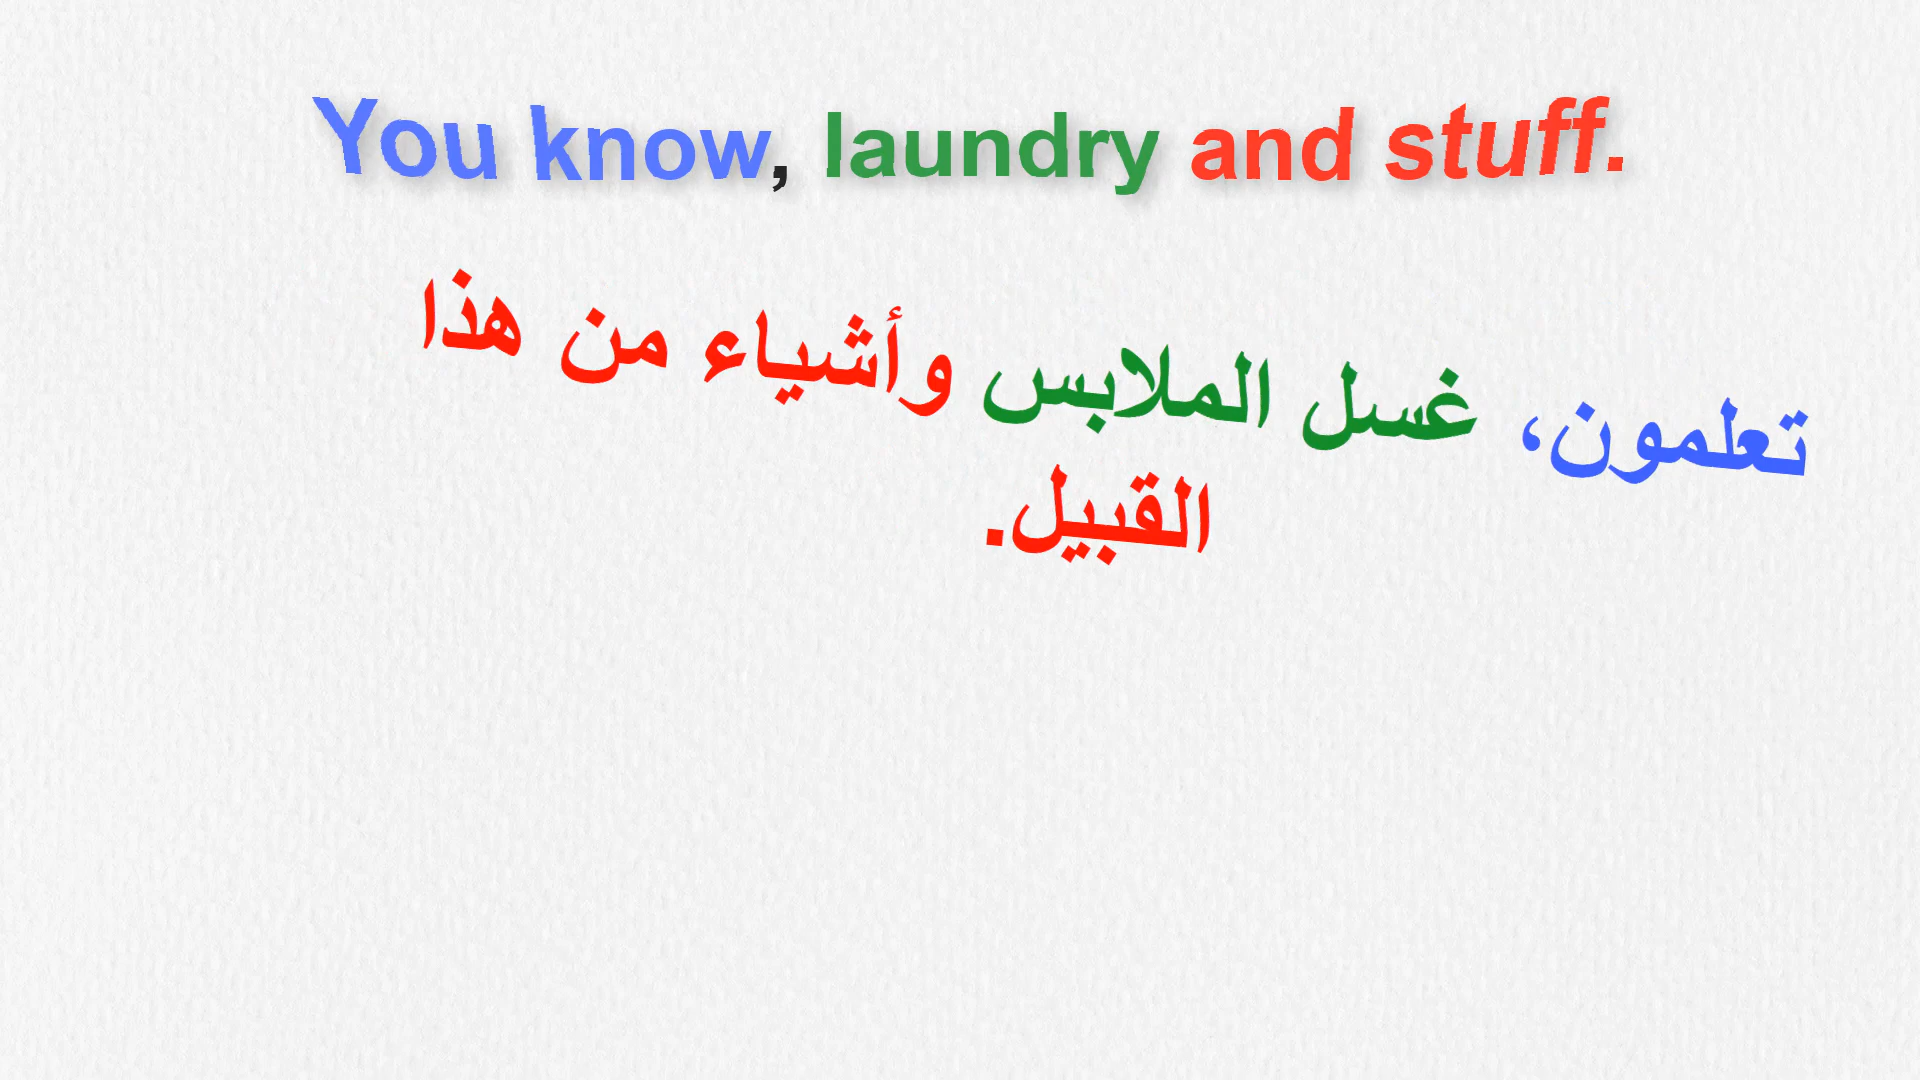 You know, laundry and stuff.
تعلمون، غسل الملابس وأشياء من هذا
القبيل.